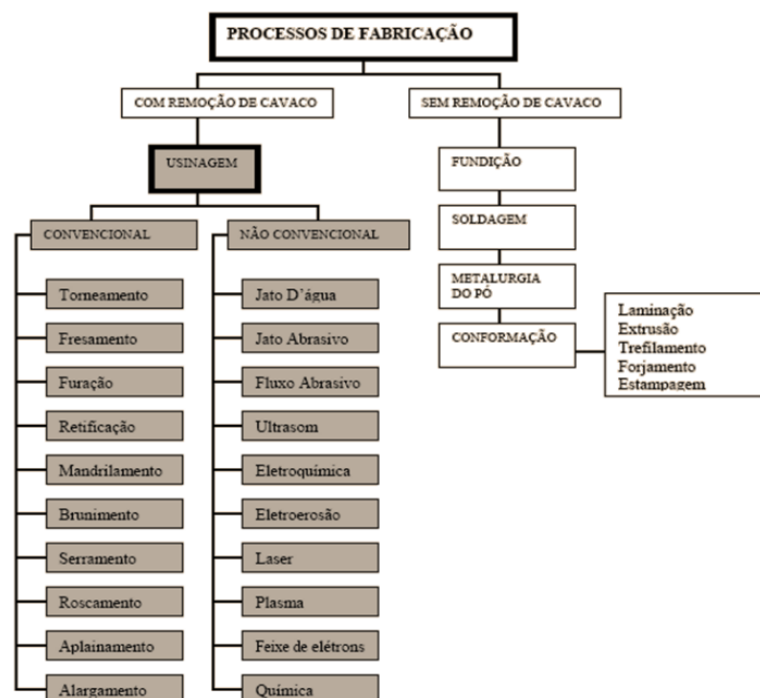 PROCESSOS DE FABRICAÇÃO
COM REMOÇÃO DE CAVACO
SEM REMOÇÃO DE CAVACO
USINAGEM
CONVENCIONAL
NÃO CONVENCIONAL
Torneamento
Fresamento
Furação
Retificação
Mandrilamento
Brunimento
Serramento
Roscamento
Aplainamento
Alargamento
Jato D'água
Jato Abrasivo
Fluxo Abrasivo
Ultrasom
Eletroquímica
Eletroerosão
Laser
Plasma
Feixe de elétrons
Química
FUNDIÇÃO
SOLDAGEM
METALURGIA
DO PÓ
CONFORMAÇÃO
Laminação
Extrusão
Trefilamento
Forjamento
Estampagem